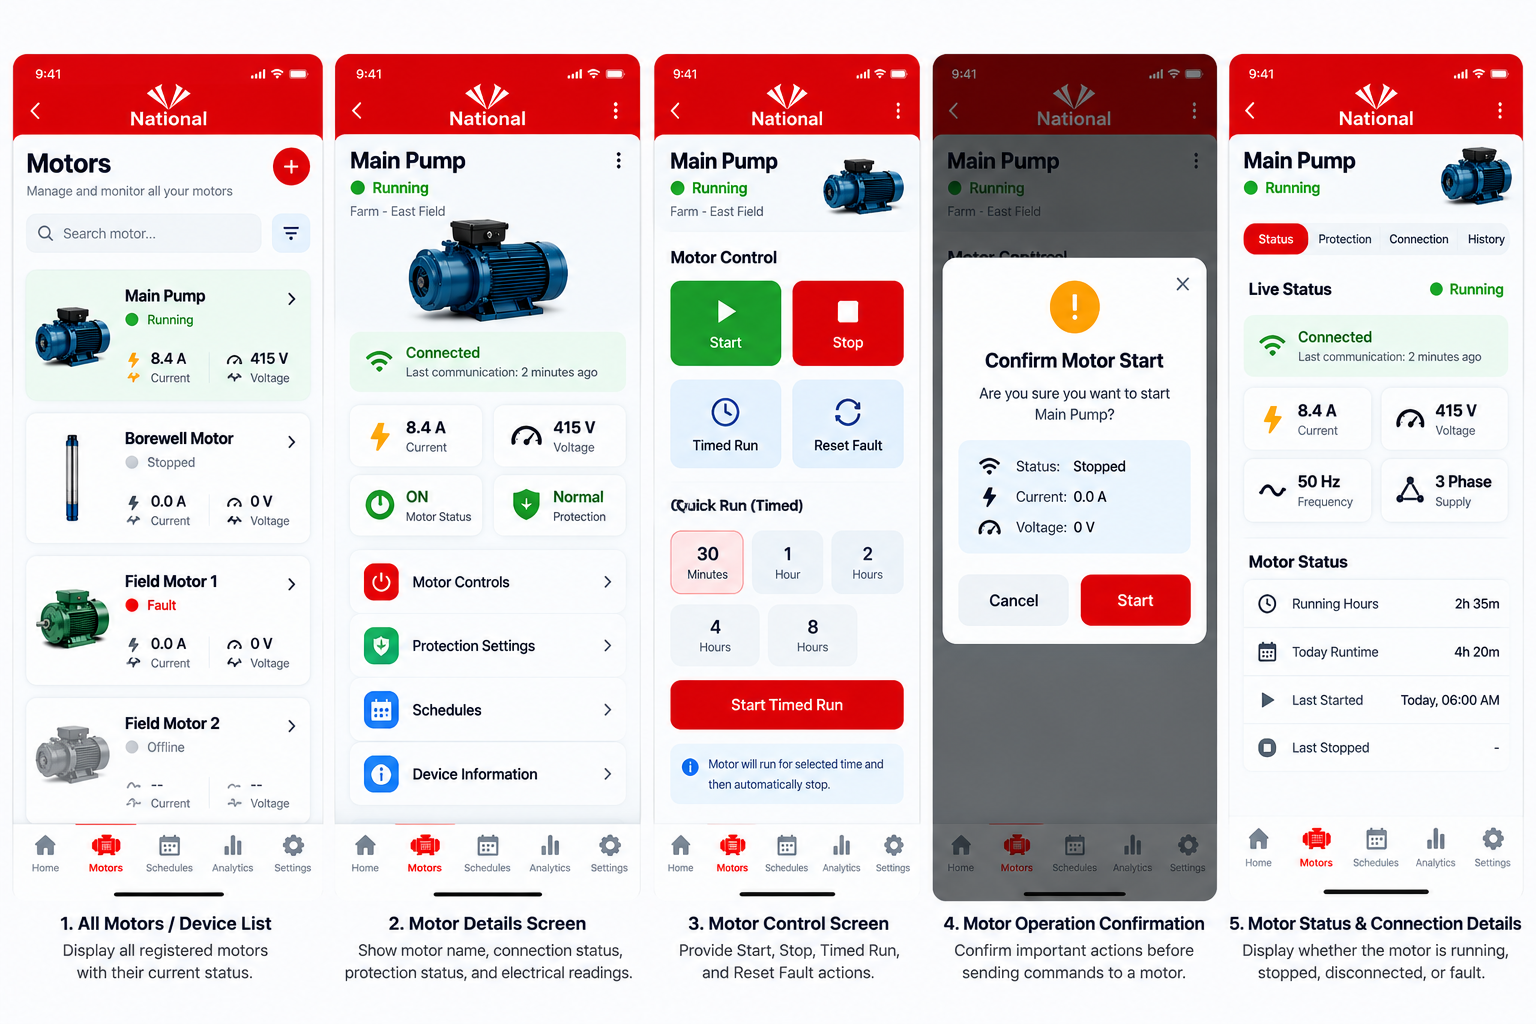 9:41
National
Motors
Manage and monitor all your motors
Search motor...
Main Pump
Running
8.4 A
Current
415 V
Voltage
Borewell Motor
Stopped
0.0 A
Current
0 V
Voltage
Field Motor 1
Fault
0.0 A
Current
0 V
Voltage
Field Motor 2
Offline
--
Current
--
Voltage
Home
Motors
Schedules
Analytics
Settings
1. All Motors / Device List
Display all registered motors
with their current status.
9:41
National
Main Pump
Running
Farm - East Field
Connected
Last communication: 2 minutes ago
8.4 A
Current
415 V
Voltage
ON
Motor Status
Normal
Protection
Motor Controls
Protection Settings
Schedules
Device Information
Home
Motors
Schedules
Analytics
Settings
2. Motor Details Screen
Show motor name, connection status,
protection status, and electrical readings.
9:41
National
Main Pump
Running
Farm - East Field
Motor Control
Start
Stop
Timed Run
Reset Fault
Quick Run (Timed)
30
Minutes
1
Hour
2
Hours
4
Hours
8
Hours
Start Timed Run
Motor will run for selected time and
then automatically stop.
Home
Motors
Schedules
Analytics
Settings
3. Motor Control Screen
Provide Start, Stop, Timed Run,
and Reset Fault actions.
9:41
National
Main Pump
Running
Farm - East Field
Confirm Motor Start
Are you sure you want to start
Main Pump?
Status: Stopped
Current: 0.0 A
Voltage: 0 V
Cancel
Start
Home
Motors
Schedules
Analytics
Settings
4. Motor Operation Confirmation
Confirm important actions before
sending commands to a motor.
9:41
National
Main Pump
Running
Status
Protection
Connection
History
Live Status
Running
Connected
Last communication: 2 minutes ago
8.4 A
Current
415 V
Voltage
50 Hz
Frequency
3 Phase
Supply
Motor Status
Running Hours
2h 35m
Today Runtime
4h 20m
Last Started
Today, 06:00 AM
Last Stopped
-
Home
Motors
Schedules
Analytics
Settings
5. Motor Status & Connection Details
Display whether the motor is running,
stopped, disconnected, or fault.